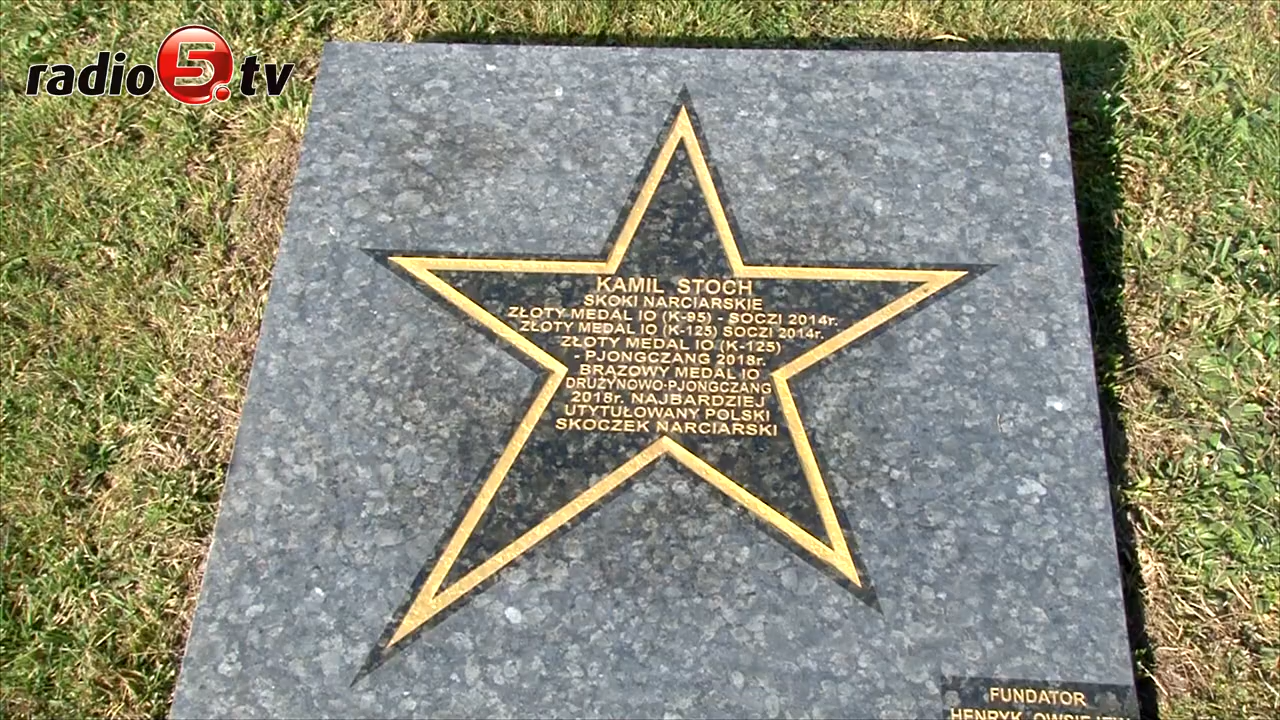 radio5.tv
KAMIL STOCH
SKOKI NARCIARSKIE
ZŁOTY MEDAL IO (K-95) - SOCZI 2014r.
ZŁOTY MEDAL IO (K-125) SOCZI 2014r.
ZŁOTY MEDAL IO (K-125)
- PJONGCZANG 2018r.
BRĄZOWY MEDAL IO
DRUŻYNOWO-PJONGCZANG
2018r. NAJBARDZIEJ
UTYTUŁOWANY POLSKI
SKOCZEK NARCIARSKI
FUNDATOR
HENRYK